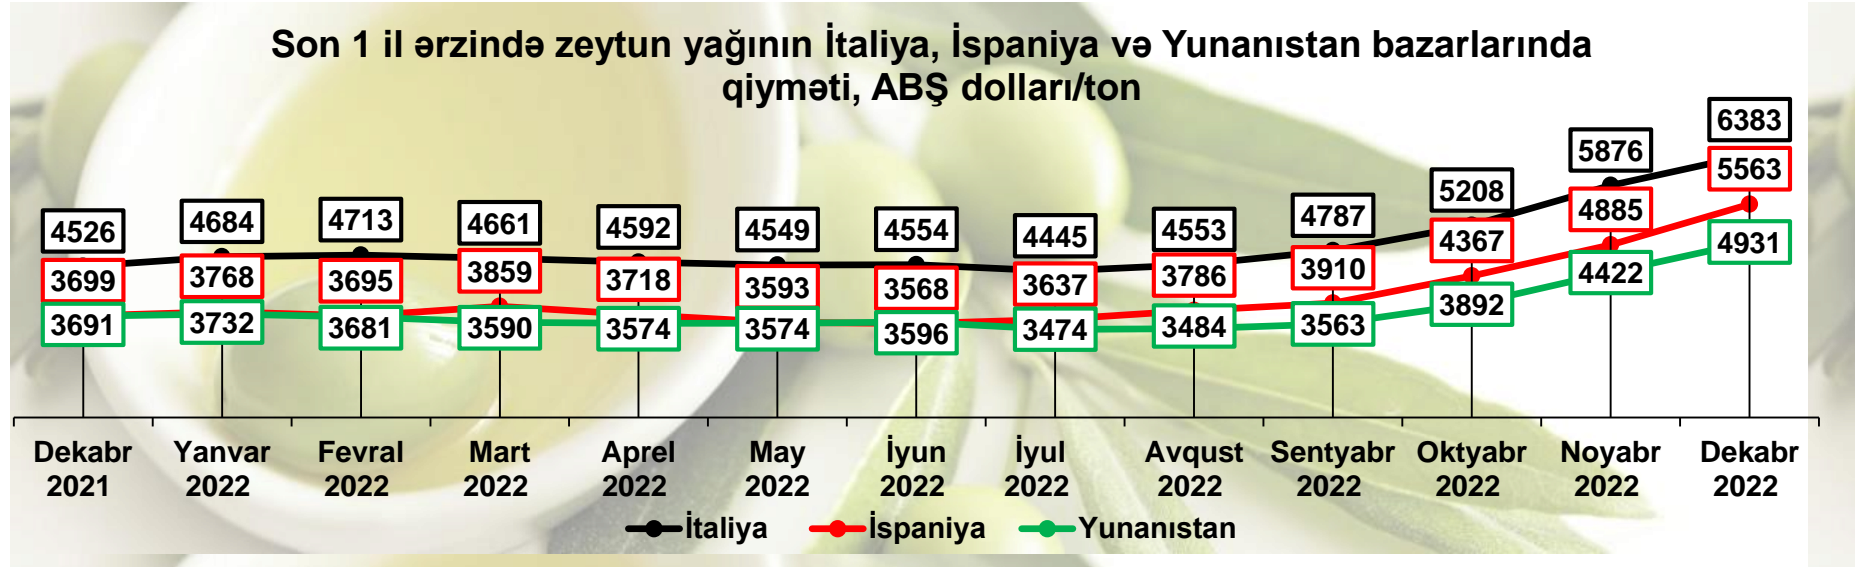 Son 1 il ərzində zeytun yağının İtaliya, İspaniya və Yunanıstan bazarlarında
qiyməti, ABŞ dolları/ton
4526 4684 4713 4661 4592 4549 4554 4445 4553 4787 5208 5876 6383
3699 3768 3695 3859 3718 3593 3568 3637 3786 3910 4367 4885 5563
3691 3732 3681 3590 3574 3574 3596 3474 3484 3563 3892 4422 4931
Dekabr Yanvar Fevral Mart Aprel May İyun İyul Avqust Sentyabr Oktyabr Noyabr Dekabr
2021 2022 2022 2022 2022 2022 2022 2022 2022 2022 2022 2022 2022
İtaliya İspaniya Yunanıstan